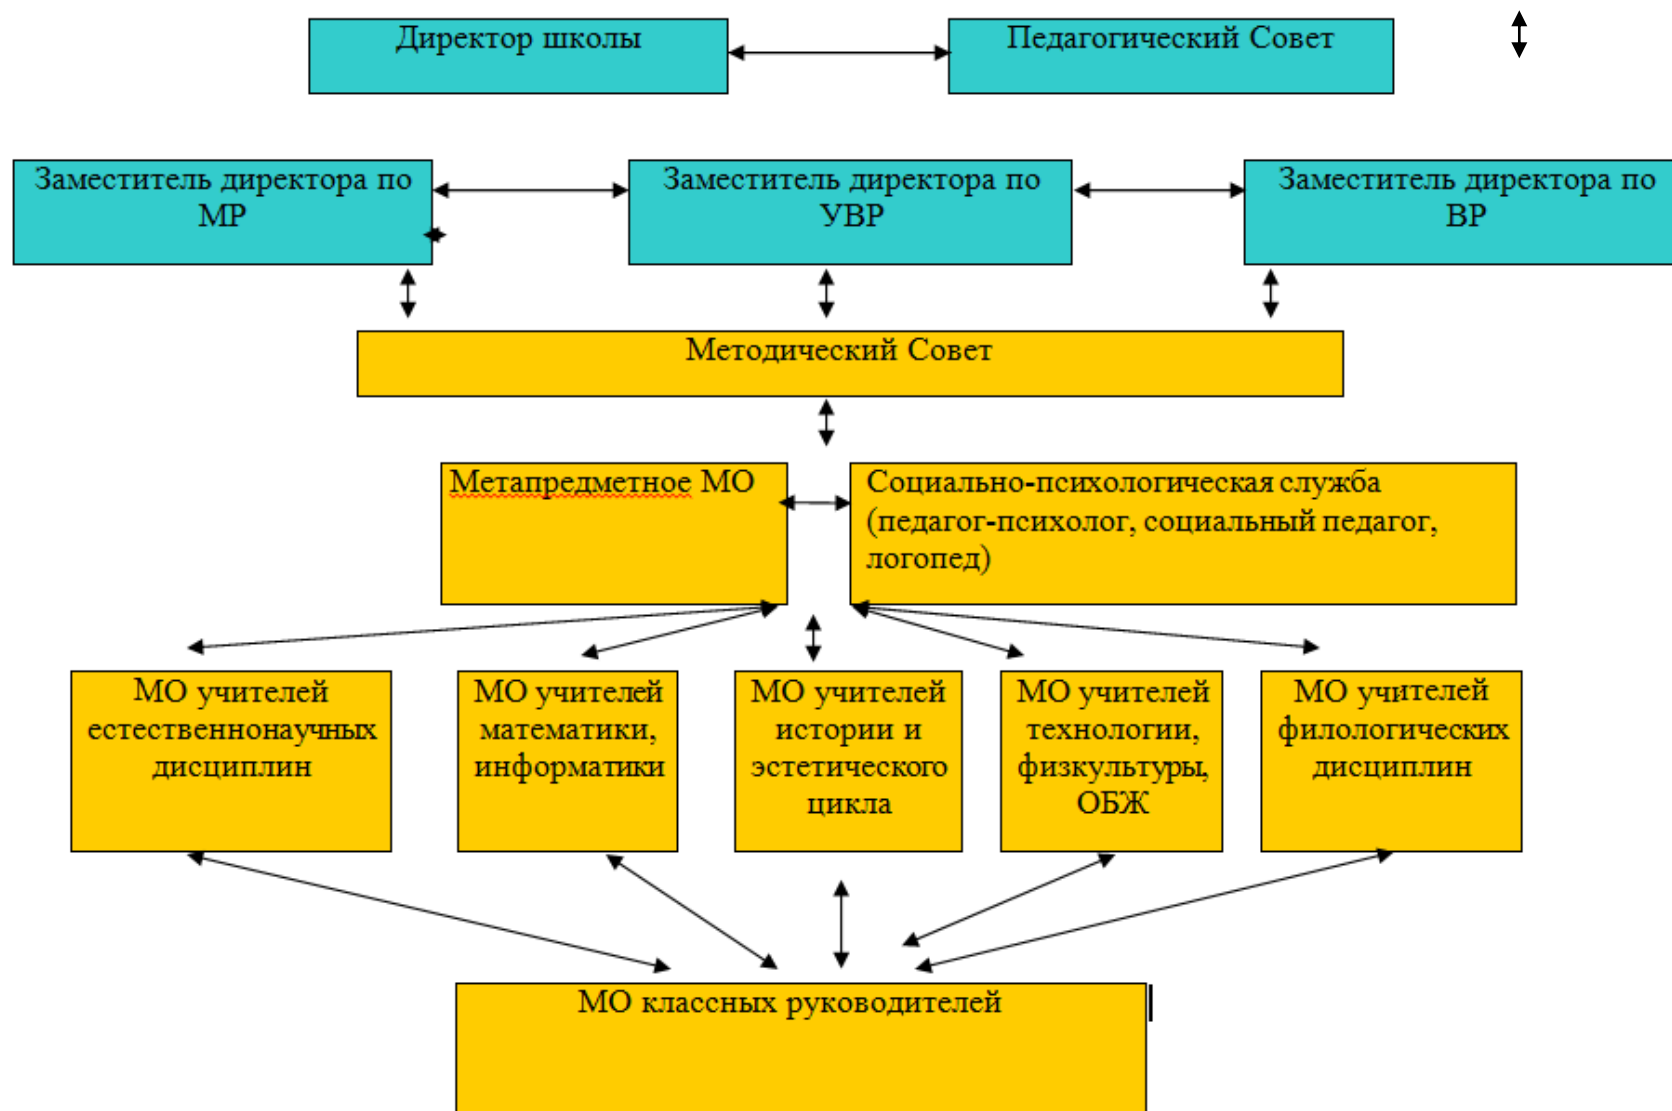 Директор школы
Педагогический Совет
Заместитель директора по
МР
Заместитель директора по
УВР
Заместитель директора по
ВР
Методический Совет
Метапредметное МО
Социально-психологическая служба
(педагог-психолог, социальный педагог,
логопед)
МО учителей
естественнонаучных
дисциплин
МО учителей
математики,
информатики
МО учителей
истории и
эстетического
цикла
МО учителей
технологии,
физкультуры,
ОБЖ
МО учителей
филологических
дисциплин
МО классных руководителей